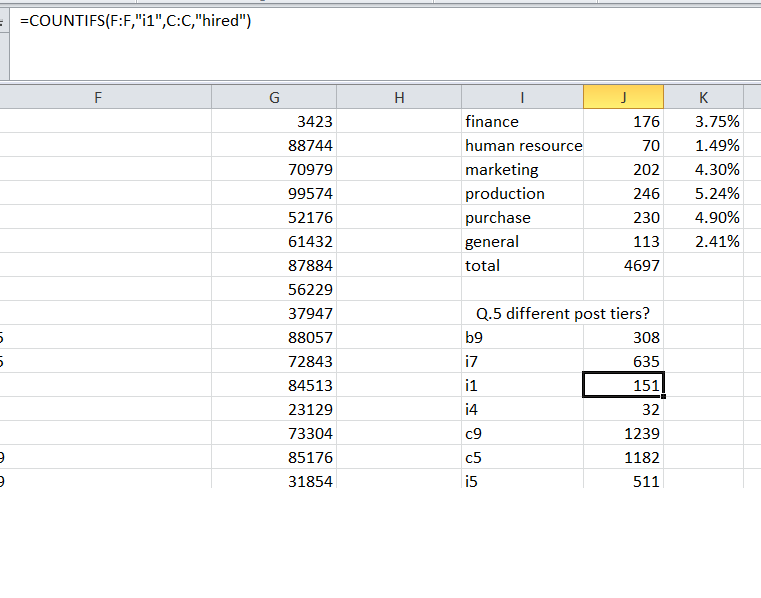 =COUNTIFS(F:F,"i1",C:C,"hired")
F G H I J K
3423 finance 176 3.75%
88744 human resource 70 1.49%
70979 marketing 202 4.30%
99574 production 246 5.24%
52176 purchase 230 4.90%
61432 general 113 2.41%
87884 total 4697
56229
37947 Q.5 different post tiers?
5 88057 b9 308
5 72843 i7 635
84513 i1 151
23129 i4 32
73304 c9 1239
9 85176 c5 1182
9 31854 i5 511